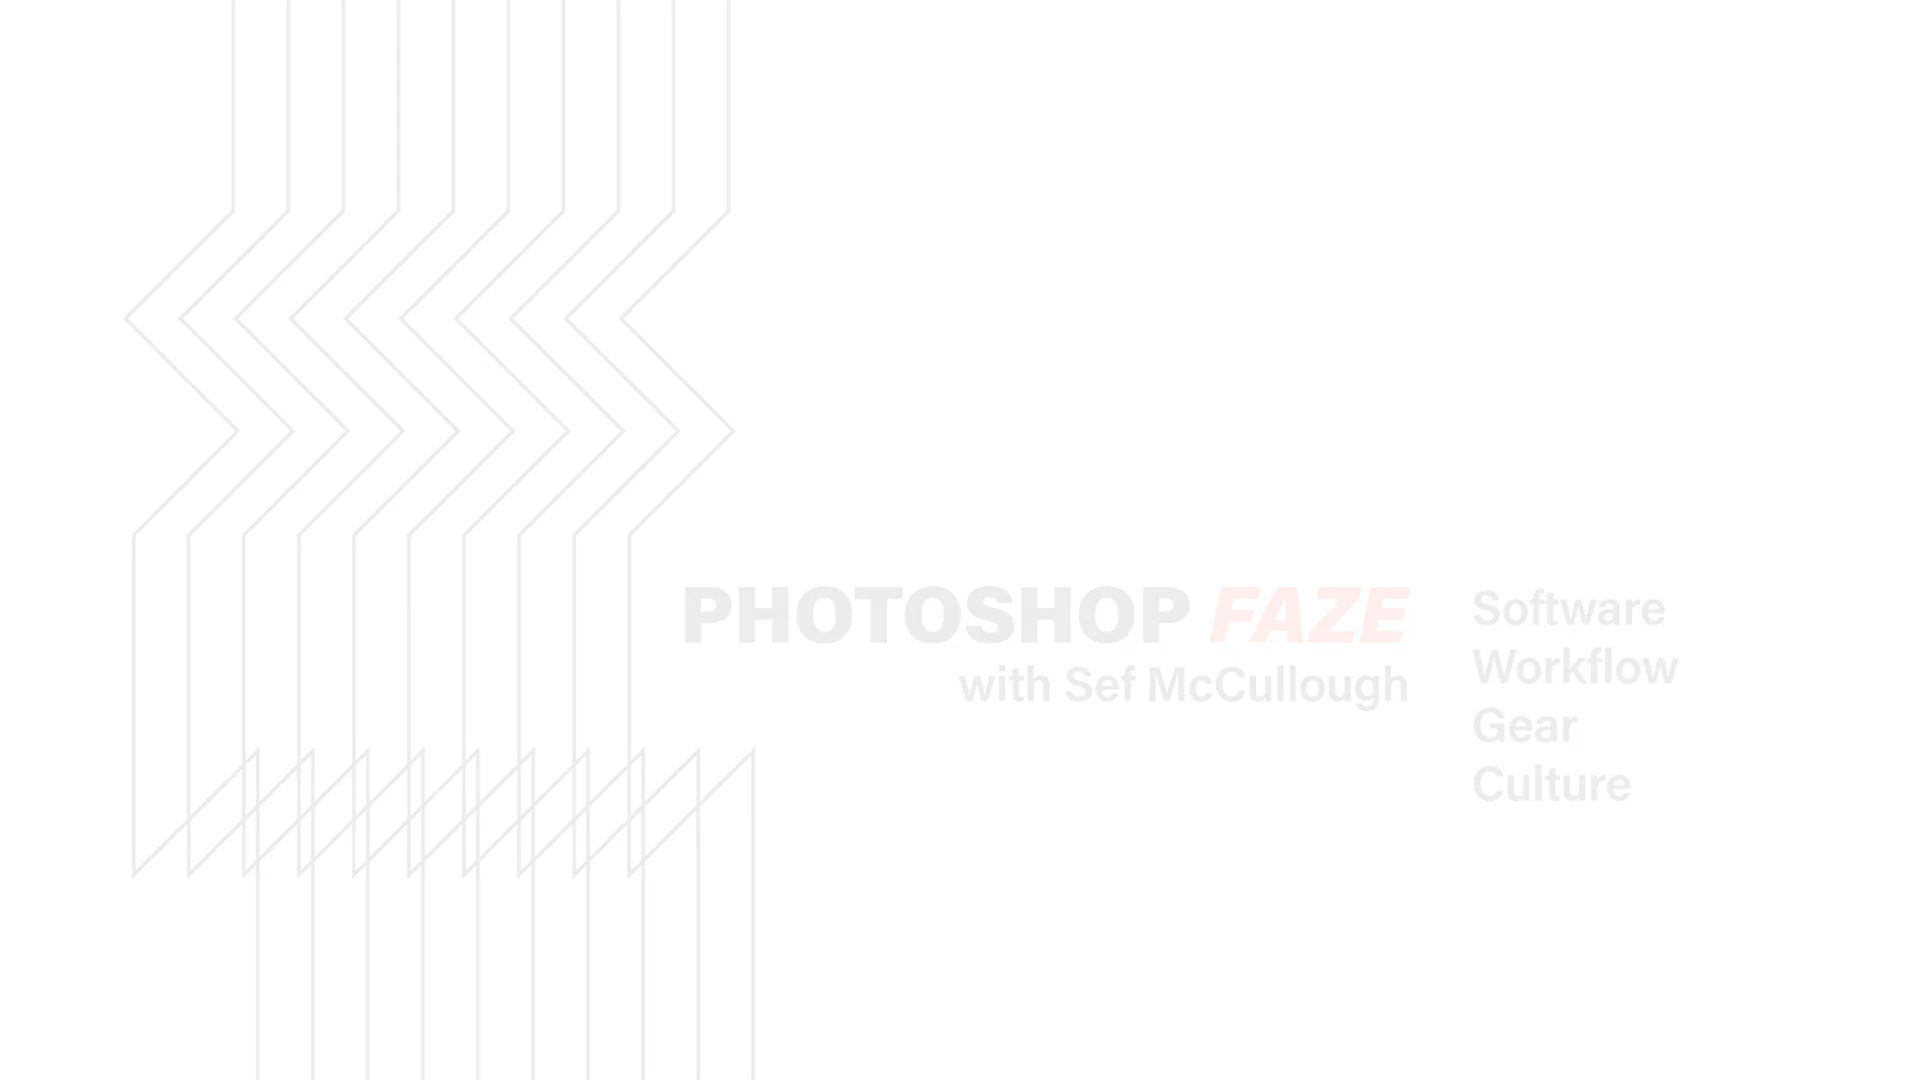 PHOTOSHOP FAZE
with Sef McCullough
Software
Workflow
Gear
Culture